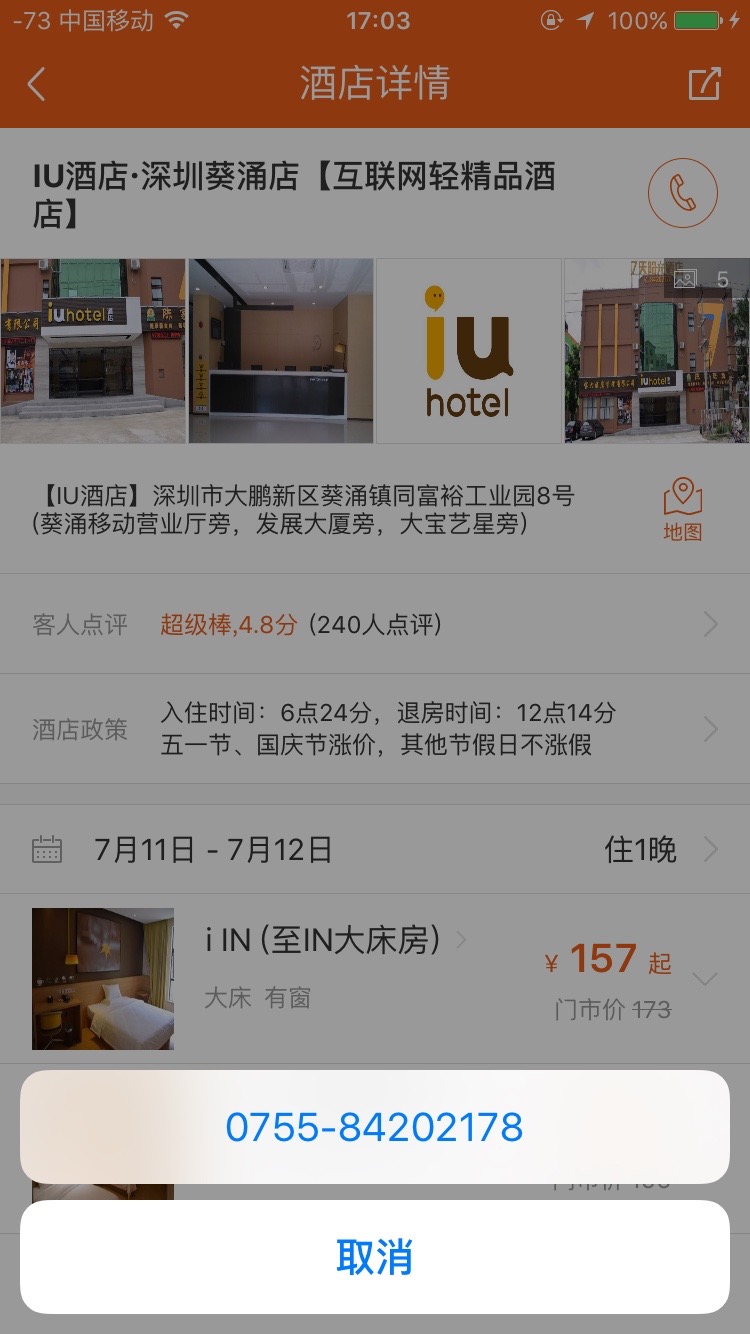 -73 中国移动 17:03 100%
酒店详情
IU酒店·深圳葵涌店【互联网轻精品酒
店】
iuhotel
iu
hotel
5
7
iuhotel
【IU酒店】深圳市大鹏新区葵涌镇同富裕工业园8号
(葵涌移动营业厅旁，发展大厦旁，大宝艺星旁)
地图
客人点评 超级棒,4.8分 (240人点评)
酒店政策
入住时间：6点24分，退房时间：12点14分
五一节、国庆节涨价，其他节假日不涨假
7月11日 - 7月12日 住1晚
i IN (至IN大床房)
¥ 157 起
大床 有窗
门市价 173
0755-84202178
取消